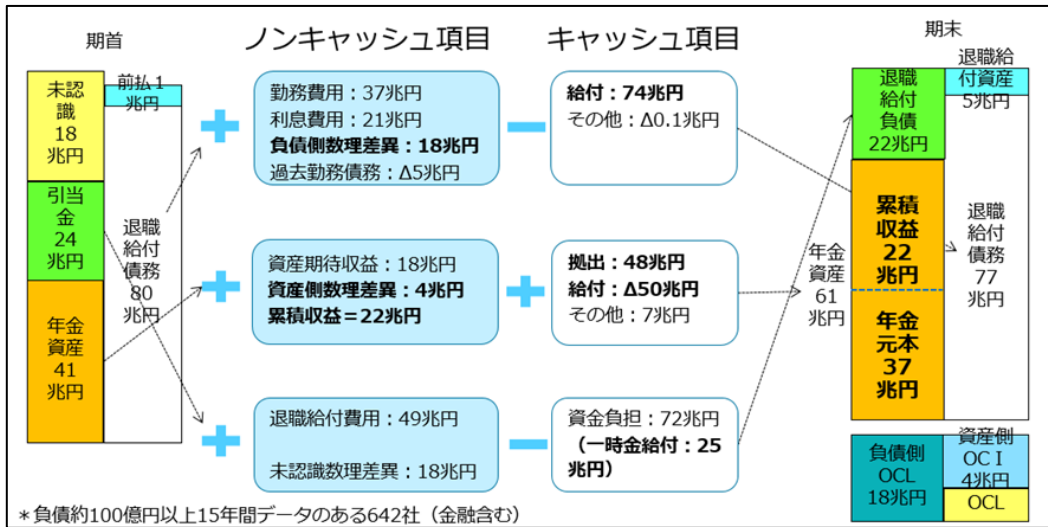 期首
ノンキャッシュ項目
キャッシュ項目
期末
未認
識
18
兆円
前払1
兆円
引当
金
24
兆円
年金
資産
41
兆円
退職
給付
債務
80
兆円
勤務費用：37兆円
利息費用：21兆円
負債側数理差異：18兆円
過去勤務債務：Δ5兆円
給付：74兆円
その他：Δ0.1兆円
資産期待収益：18兆円
資産側数理差異：4兆円
累積収益＝22兆円
拠出：48兆円
給付：Δ50兆円
その他：7兆円
退職給付費用：49兆円
未認識数理差異：18兆円
資金負担：72兆円
（一時金給付：25
兆円）
年金
資産
61
兆円
退職
給付
負債
22兆円
退職給
付資産
5兆円
累積
収益
22
兆円
年金
元本
37
兆円
退職
給付
債務
77
兆円
負債側
OCL
18兆円
資産側
OCＩ
4兆円
OCL
＊負債約100億円以上15年間データのある642社（金融含む）